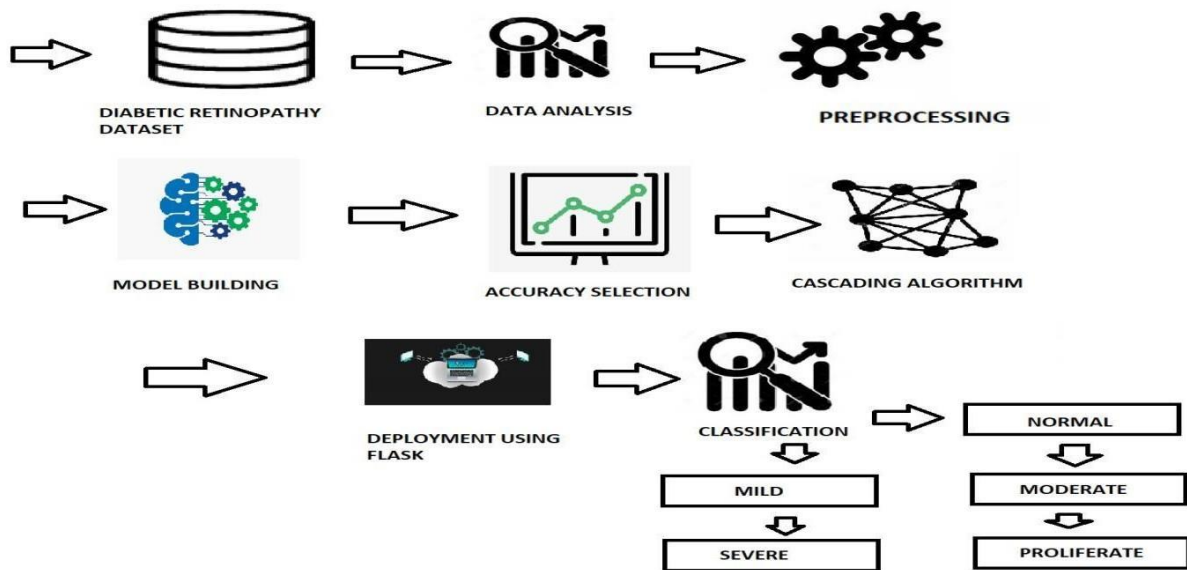 DIABETIC RETINOPATHY
DATASET
DATA ANALYSIS
PREPROCESSING
MODEL BUILDING
ACCURACY SELECTION
CASCADING ALGORITHM
DEPLOYMENT USING
FLASK
CLASSIFICATION
NORMAL
MILD
MODERATE
SEVERE
PROLIFERATE